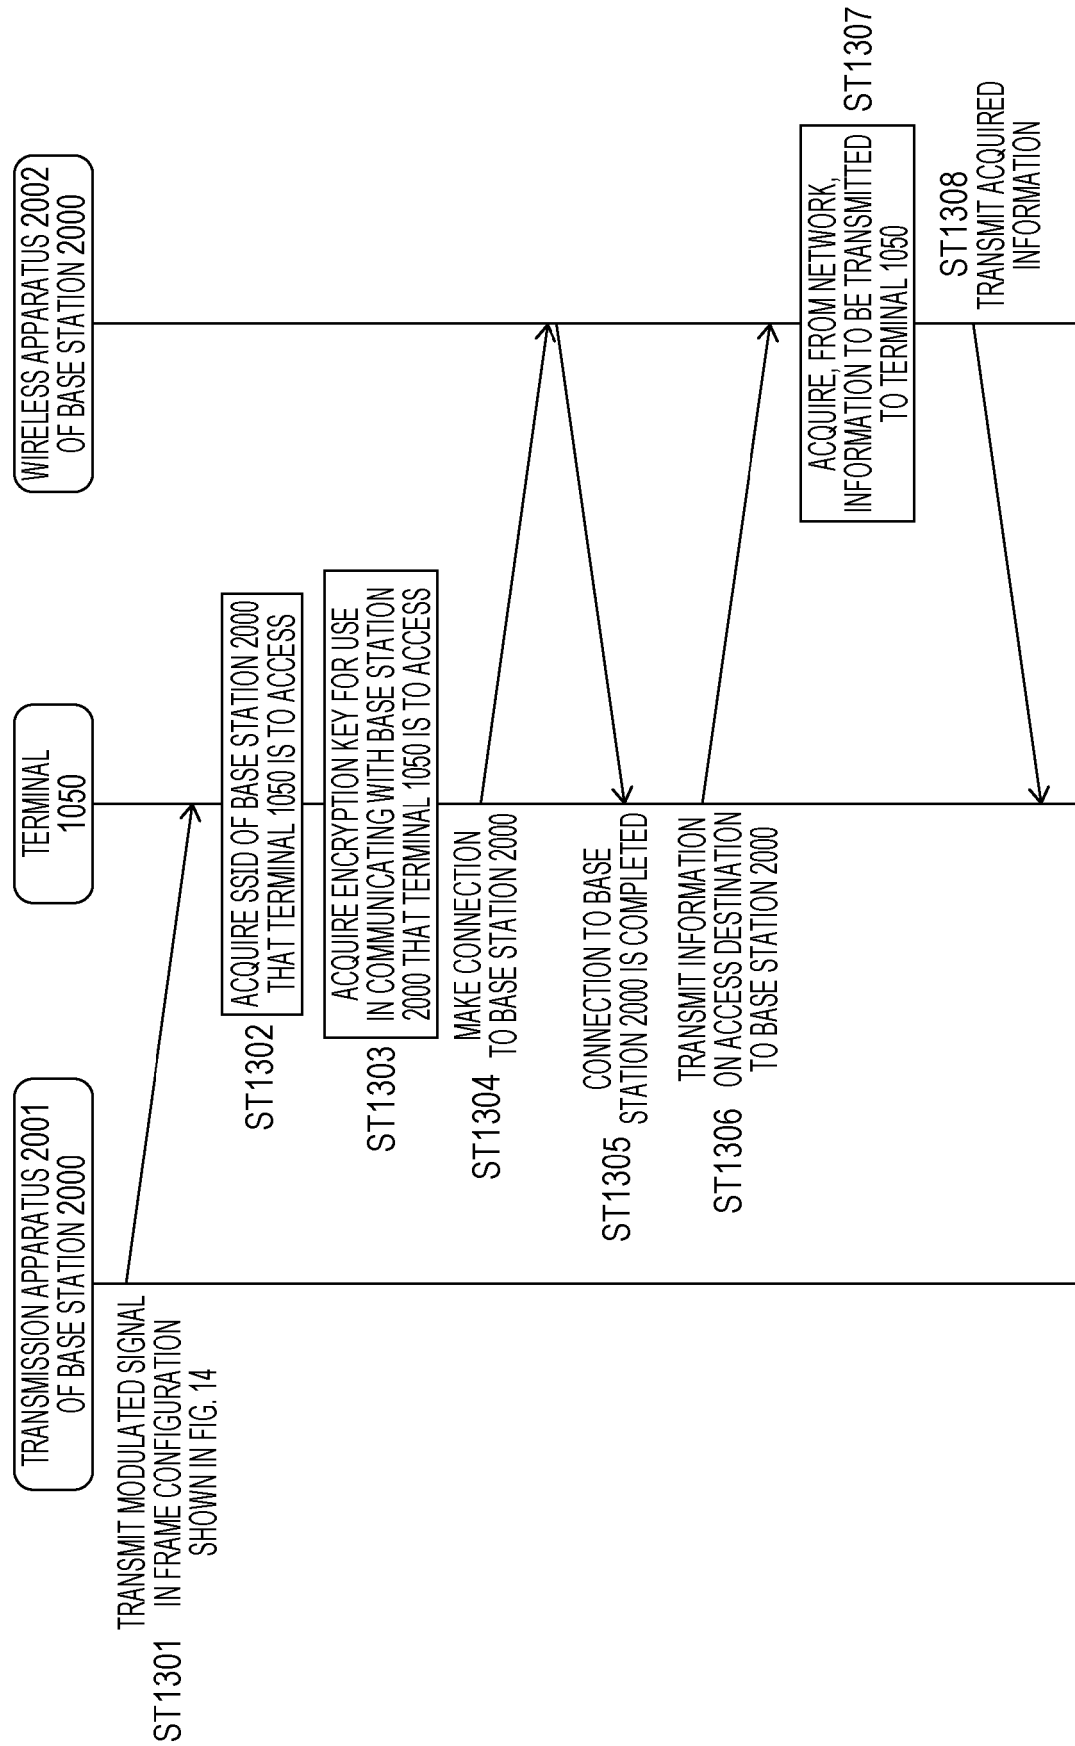 TRANSMISSION APPARATUS 2001
OF BASE STATION 2000
TERMINAL
1050
WIRELESS APPARATUS 2002
OF BASE STATION 2000
TRANSMIT MODULATED SIGNAL
ST1301 IN FRAME CONFIGURATION
SHOWN IN FIG. 14
ACQUIRE SSID OF BASE STATION 2000
THAT TERMINAL 1050 IS TO ACCESS
ST1302
ACQUIRE ENCRYPTION KEY FOR USE
IN COMMUNICATING WITH BASE STATION
2000 THAT TERMINAL 1050 IS TO ACCESS
ST1303
MAKE CONNECTION
ST1304 TO BASE STATION 2000
CONNECTION TO BASE
ST1305 STATION 2000 IS COMPLETED
TRANSMIT INFORMATION
ST1306 ON ACCESS DESTINATION
TO BASE STATION 2000
ACQUIRE, FROM NETWORK,
INFORMATION TO BE TRANSMITTED
TO TERMINAL 1050
ST1307
ST1308
TRANSMIT ACQUIRED
INFORMATION